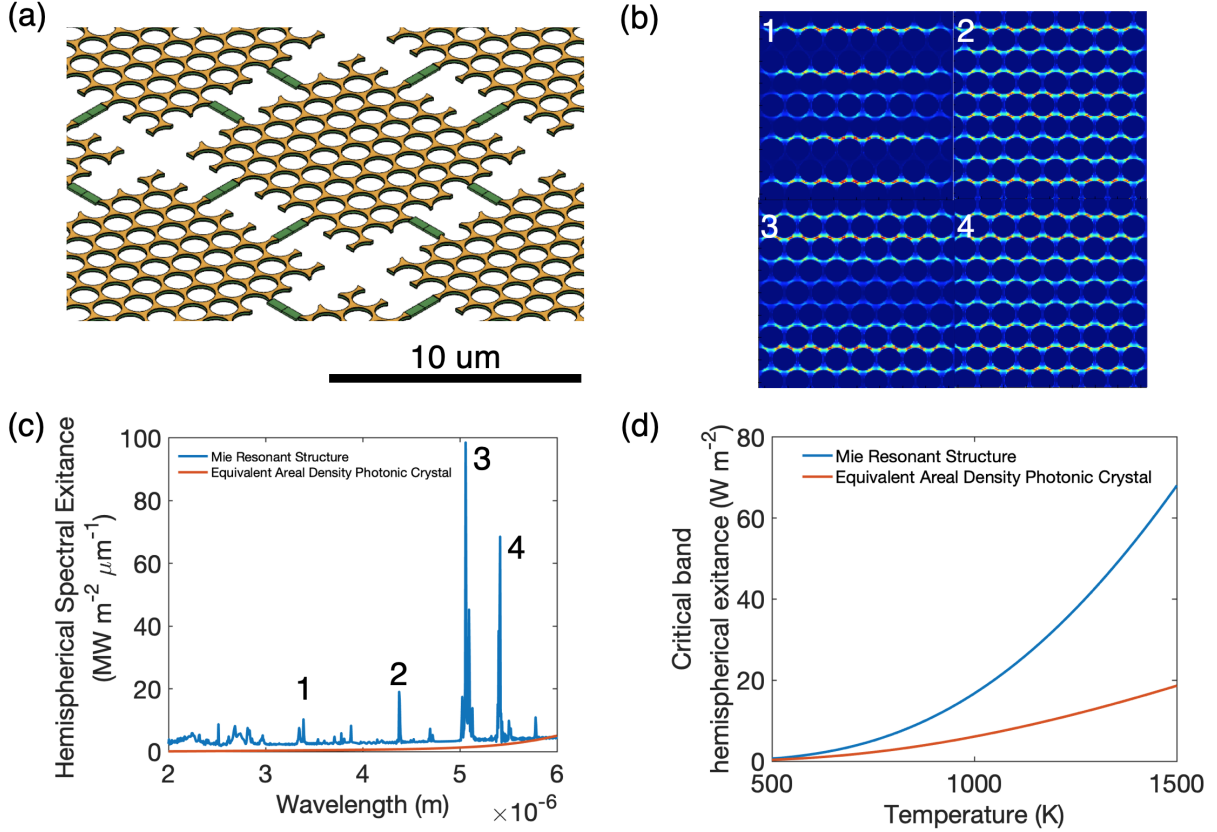 (a)
10 um
(b)
1
2
3
4
(c)
Hemispherical Spectral Exitance
(MW m⁻² μm⁻¹)
100
80
60
40
20
0
Mie Resonant Structure
Equivalent Areal Density Photonic Crystal
1
2
3
4
2 3 4 5 6
Wavelength (m)
×10⁻⁶
(d)
Critical band
hemispherical exitance (W m⁻²)
80
60
40
20
0
Mie Resonant Structure
Equivalent Areal Density Photonic Crystal
500 1000 1500
Temperature (K)